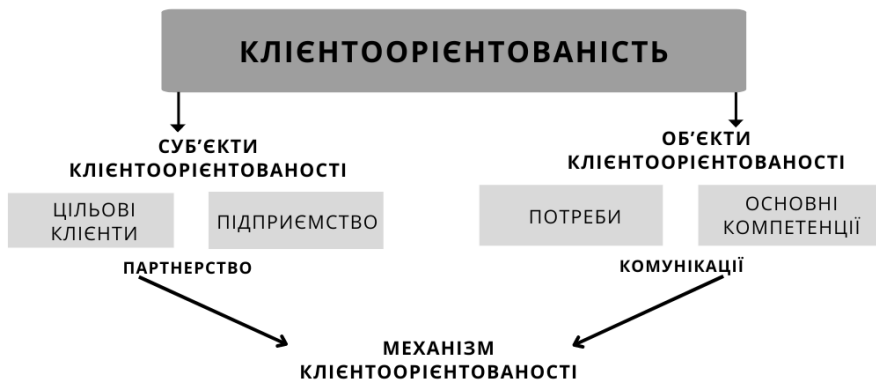 КЛІЄНТООРІЄНТОВАНІСТЬ
СУБ'ЄКТИ
КЛІЄНТООРІЄНТОВАНОСТІ
ОБ'ЄКТИ
КЛІЄНТООРІЄНТОВАНОСТІ
ЦІЛЬОВІ
КЛІЄНТИ
ПІДПРИЄМСТВО
ПОТРЕБИ
ОСНОВНІ
КОМПЕТЕНЦІЇ
ПАРТНЕРСТВО
КОМУНІКАЦІЇ
МЕХАНІЗМ
КЛІЄНТООРІЄНТОВАНОСТІ